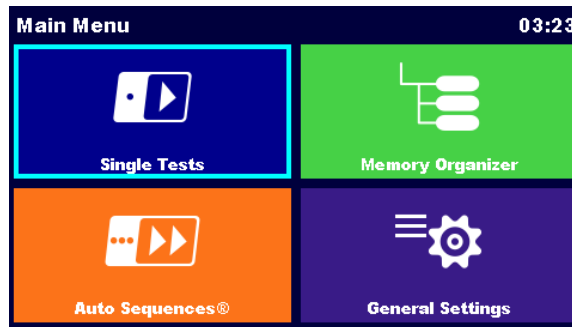 Main Menu 03:23
Single Tests
Memory Organizer
Auto Sequences®
General Settings